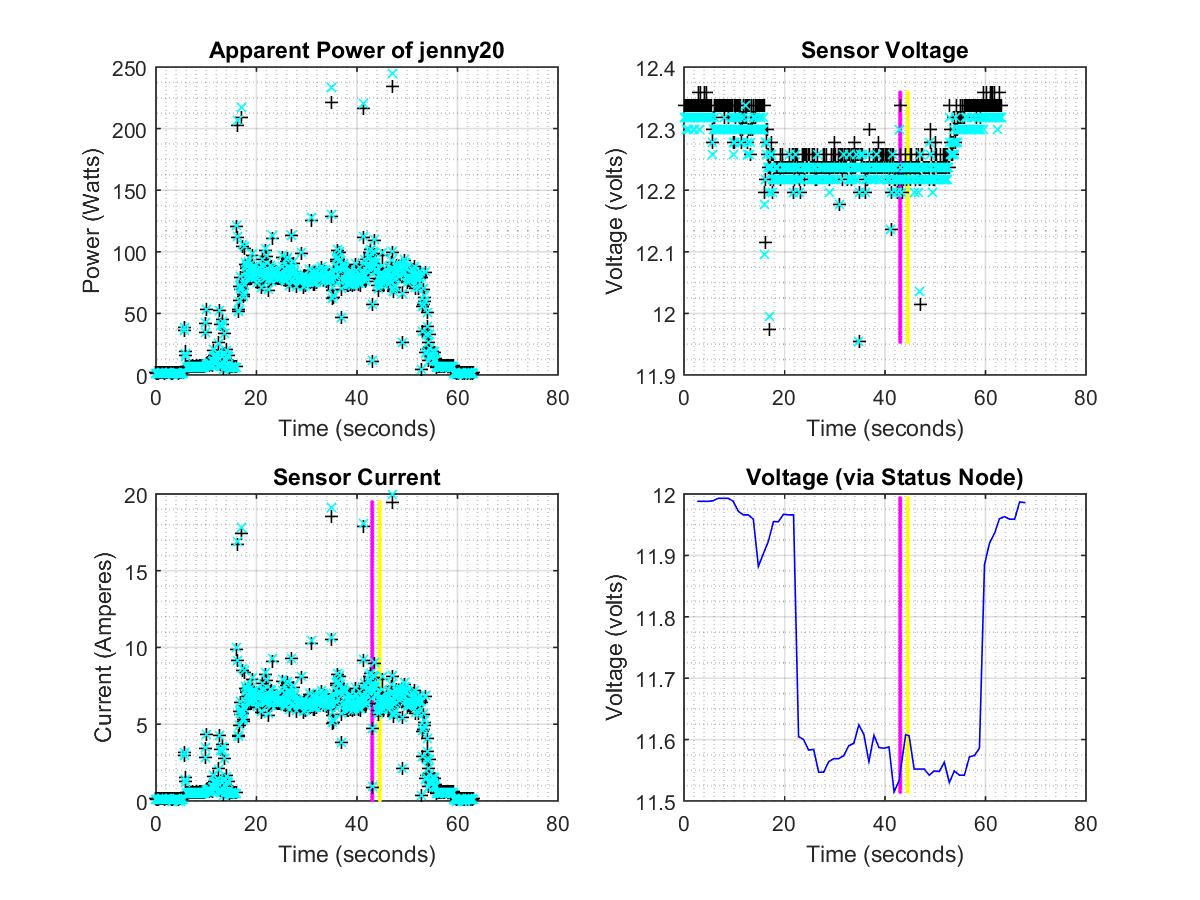 Apparent Power of jenny20
250
200
150
100
50
0
Power (Watts)
0 20 40 60 80
Time (seconds)
Sensor Voltage
12.4
12.3
12.2
12.1
12
11.9
Voltage (volts)
0 20 40 60 80
Time (seconds)
Sensor Current
20
15
10
5
0
Current (Amperes)
0 20 40 60 80
Time (seconds)
Voltage (via Status Node)
12
11.9
11.8
11.7
11.6
11.5
Voltage (volts)
0 20 40 60 80
Time (seconds)